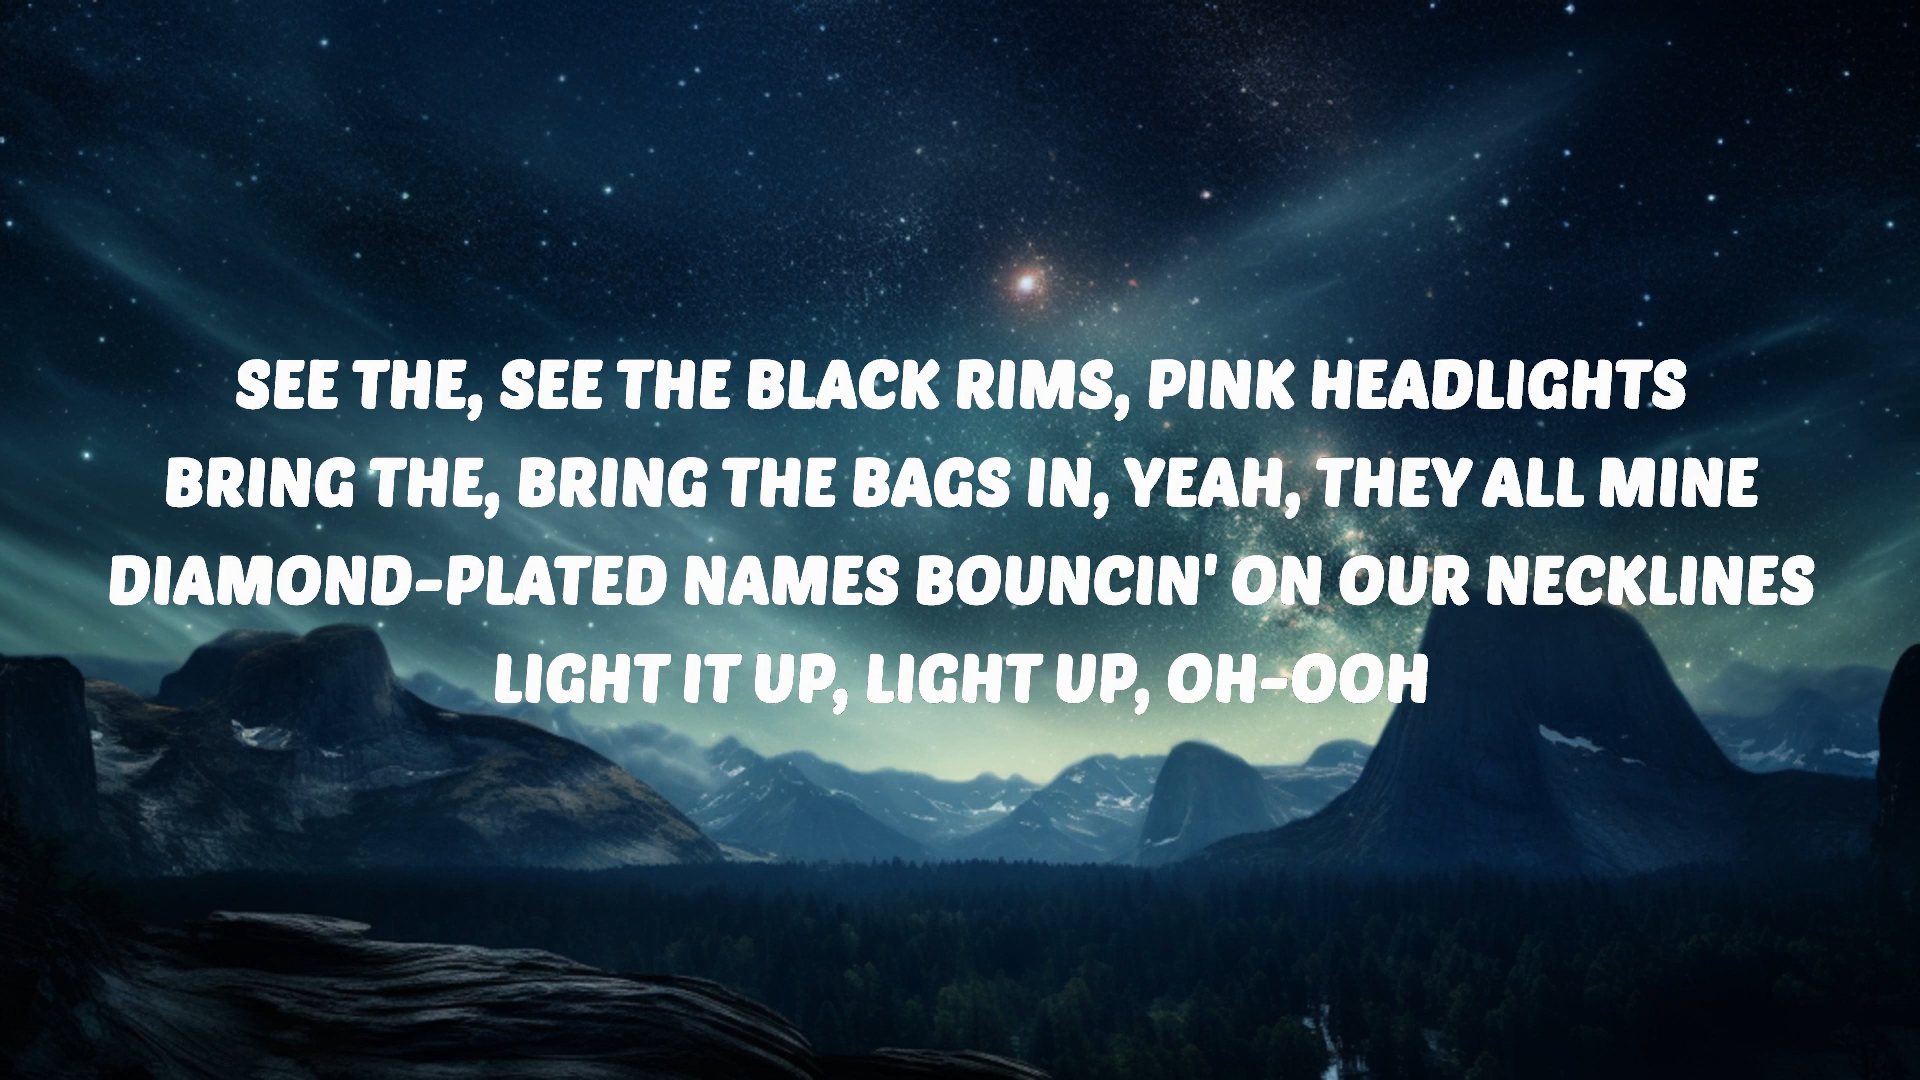 SEE THE, SEE THE BLACK RIMS, PINK HEADLIGHTS
BRING THE, BRING THE BAGS IN, YEAH, THEY ALL MINE
DIAMOND-PLATED NAMES BOUNCIN' ON OUR NECKLINES
LIGHT IT UP, LIGHT UP, OH-OOH